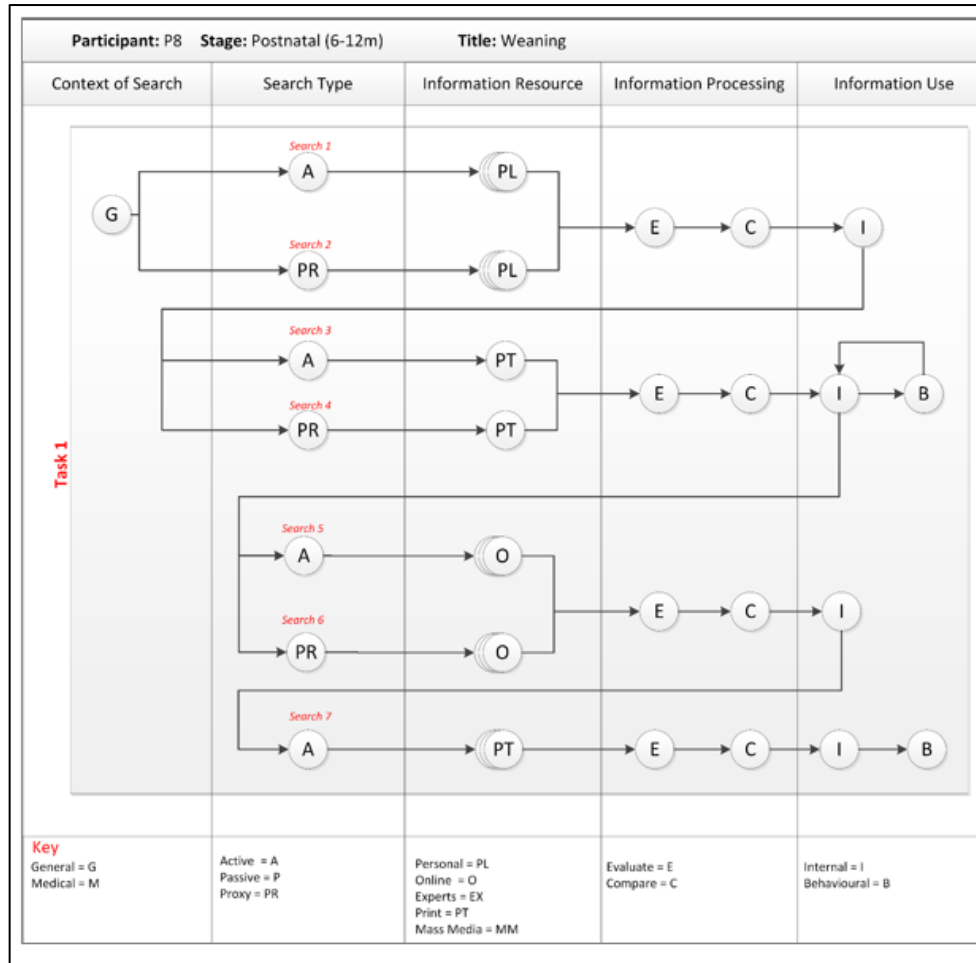 Participant: P8 Stage: Postnatal (6-12m) Title: Weaning
Context of Search Search Type Information Resource Information Processing Information Use
Task 1
Search 1
A PL
G
Search 2
PR PL
E C I
Search 3
A PT
Search 4
PR PT
E C I B
Search 5
A O
Search 6
PR O
E C I
Search 7
A PT E C I B
Key
General = G
Medical = M
Active = A
Passive = P
Proxy = PR
Personal = PL
Online = O
Experts = EX
Print = PT
Mass Media = MM
Evaluate = E
Compare = C
Internal = I
Behavioural = B